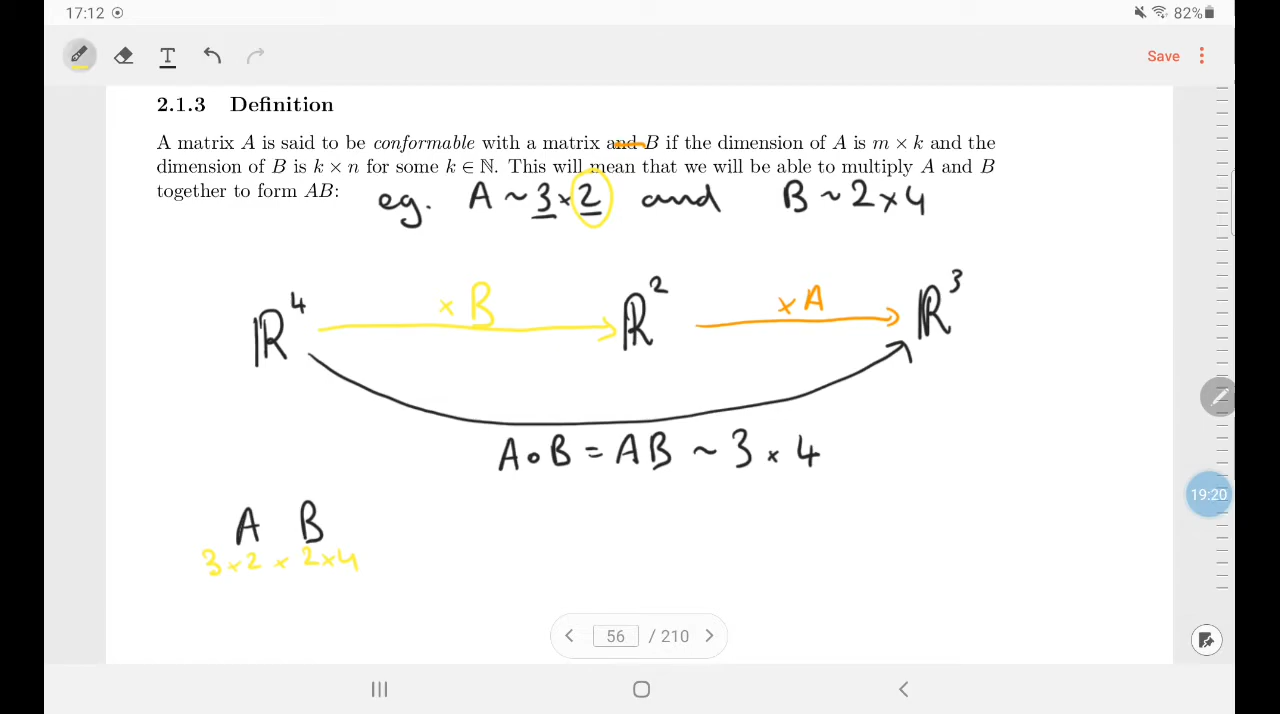 17:12
82%
T
Save
2.1.3 Definition
A matrix A is said to be conformable with a matrix and B if the dimension of A is m × k and the
dimension of B is k × n for some k ∈ ℕ. This will mean that we will be able to multiply A and B
together to form AB:
eg. A ~ 3 × 2 and B ~ 2 × 4
× B
× A
ℝ⁴ ℝ² ℝ³
A ∘ B = AB ~ 3 × 4
19:20
A B
3 × 2 × 2 × 4
56 / 210